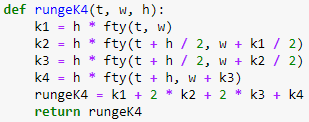 def rungeK4(t, w, h):
    k1 = h * fty(t, w)
    k2 = h * fty(t + h / 2, w + k1 / 2)
    k3 = h * fty(t + h / 2, w + k2 / 2)
    k4 = h * fty(t + h, w + k3)
    rungeK4 = k1 + 2 * k2 + 2 * k3 + k4
    return rungeK4